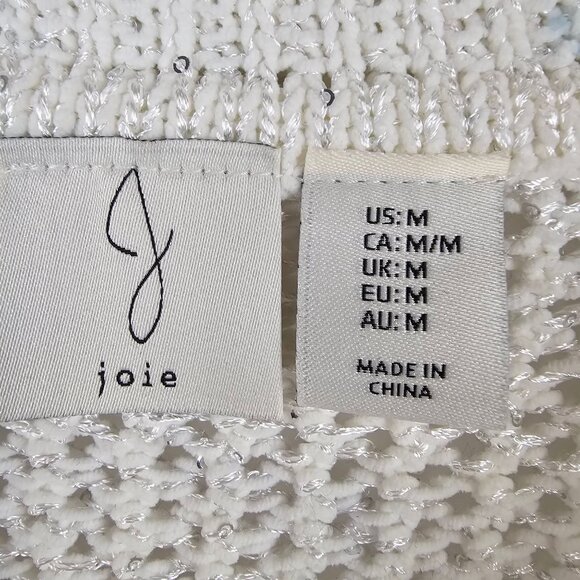 J
joie
US: M
CA: M/M
UK: M
EU: M
AU: M
MADE IN
CHINA